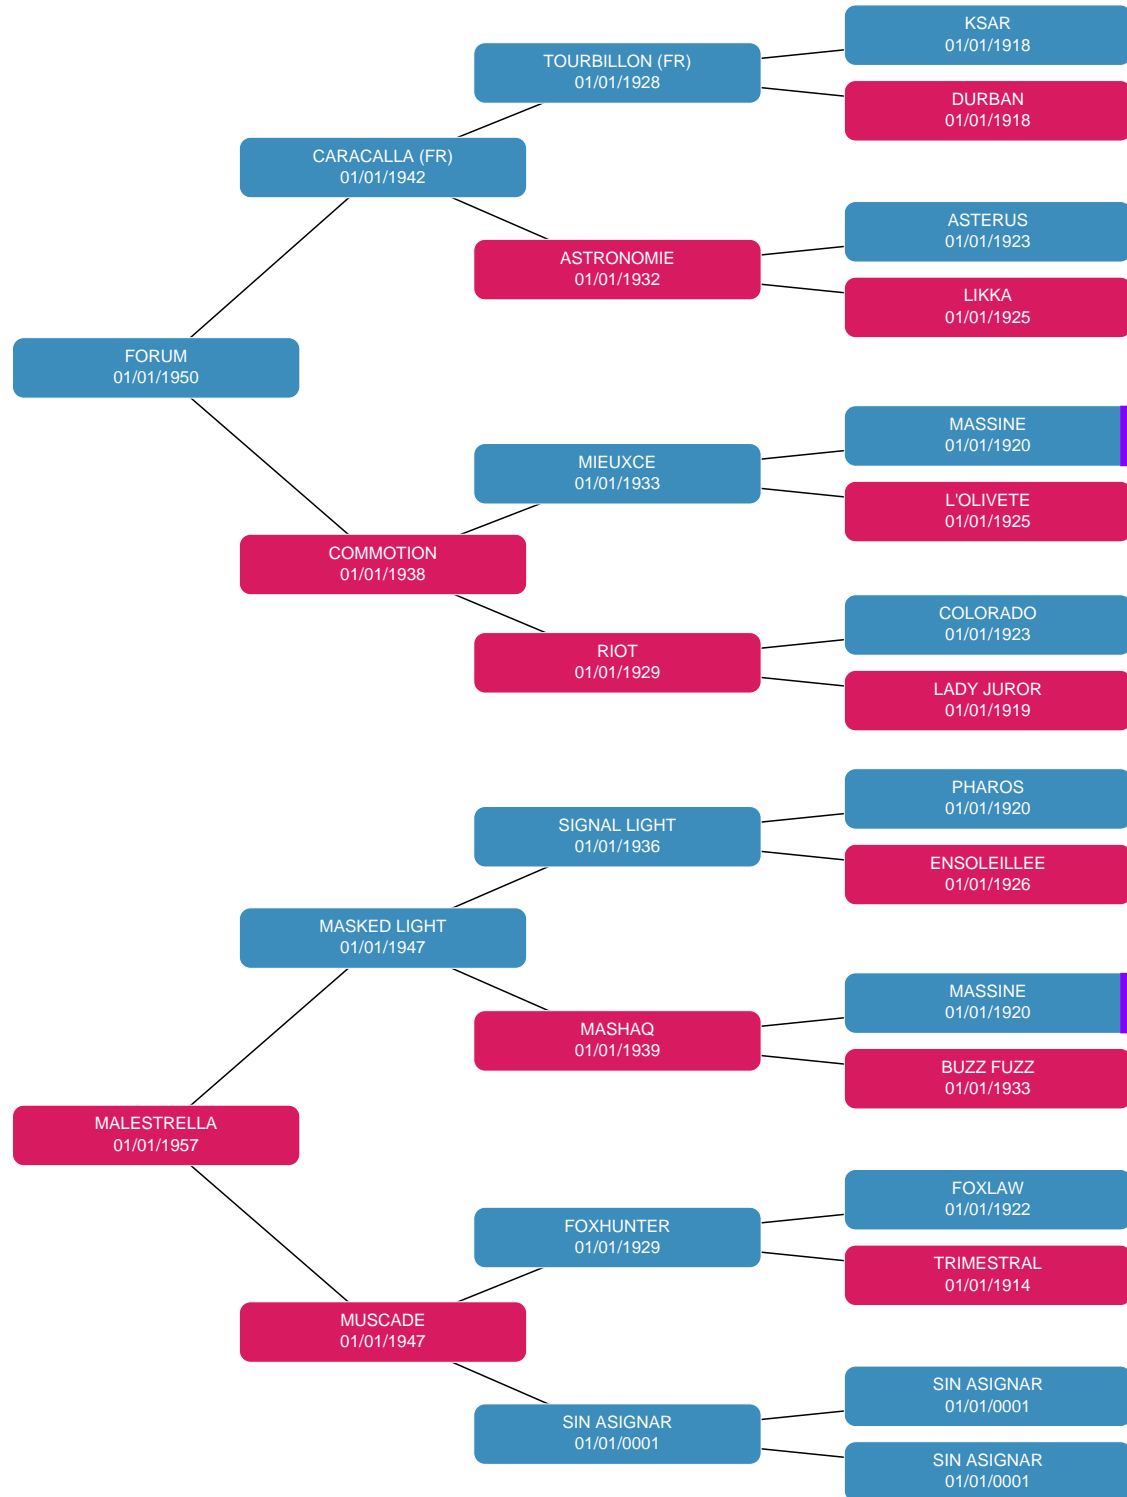 KSAR
01/01/1918
TOURBILLON (FR)
01/01/1928
DURBAN
01/01/1918
CARACALLA (FR)
01/01/1942
ASTERUS
01/01/1923
ASTRONOMIE
01/01/1932
LIKKA
01/01/1925
FORUM
01/01/1950
MASSINE
01/01/1920
MIEUXCE
01/01/1933
L'OLIVETE
01/01/1925
COMMOTION
01/01/1938
COLORADO
01/01/1923
RIOT
01/01/1929
LADY JUROR
01/01/1919
PHAROS
01/01/1920
SIGNAL LIGHT
01/01/1936
ENSOLEILLEE
01/01/1926
MASKED LIGHT
01/01/1947
MASSINE
01/01/1920
MASHAQ
01/01/1939
BUZZ FUZZ
01/01/1933
MALESTRELLA
01/01/1957
FOXLAW
01/01/1922
FOXHUNTER
01/01/1929
TRIMESTRAL
01/01/1914
MUSCADE
01/01/1947
SIN ASIGNAR
01/01/0001
SIN ASIGNAR
01/01/0001
SIN ASIGNAR
01/01/0001